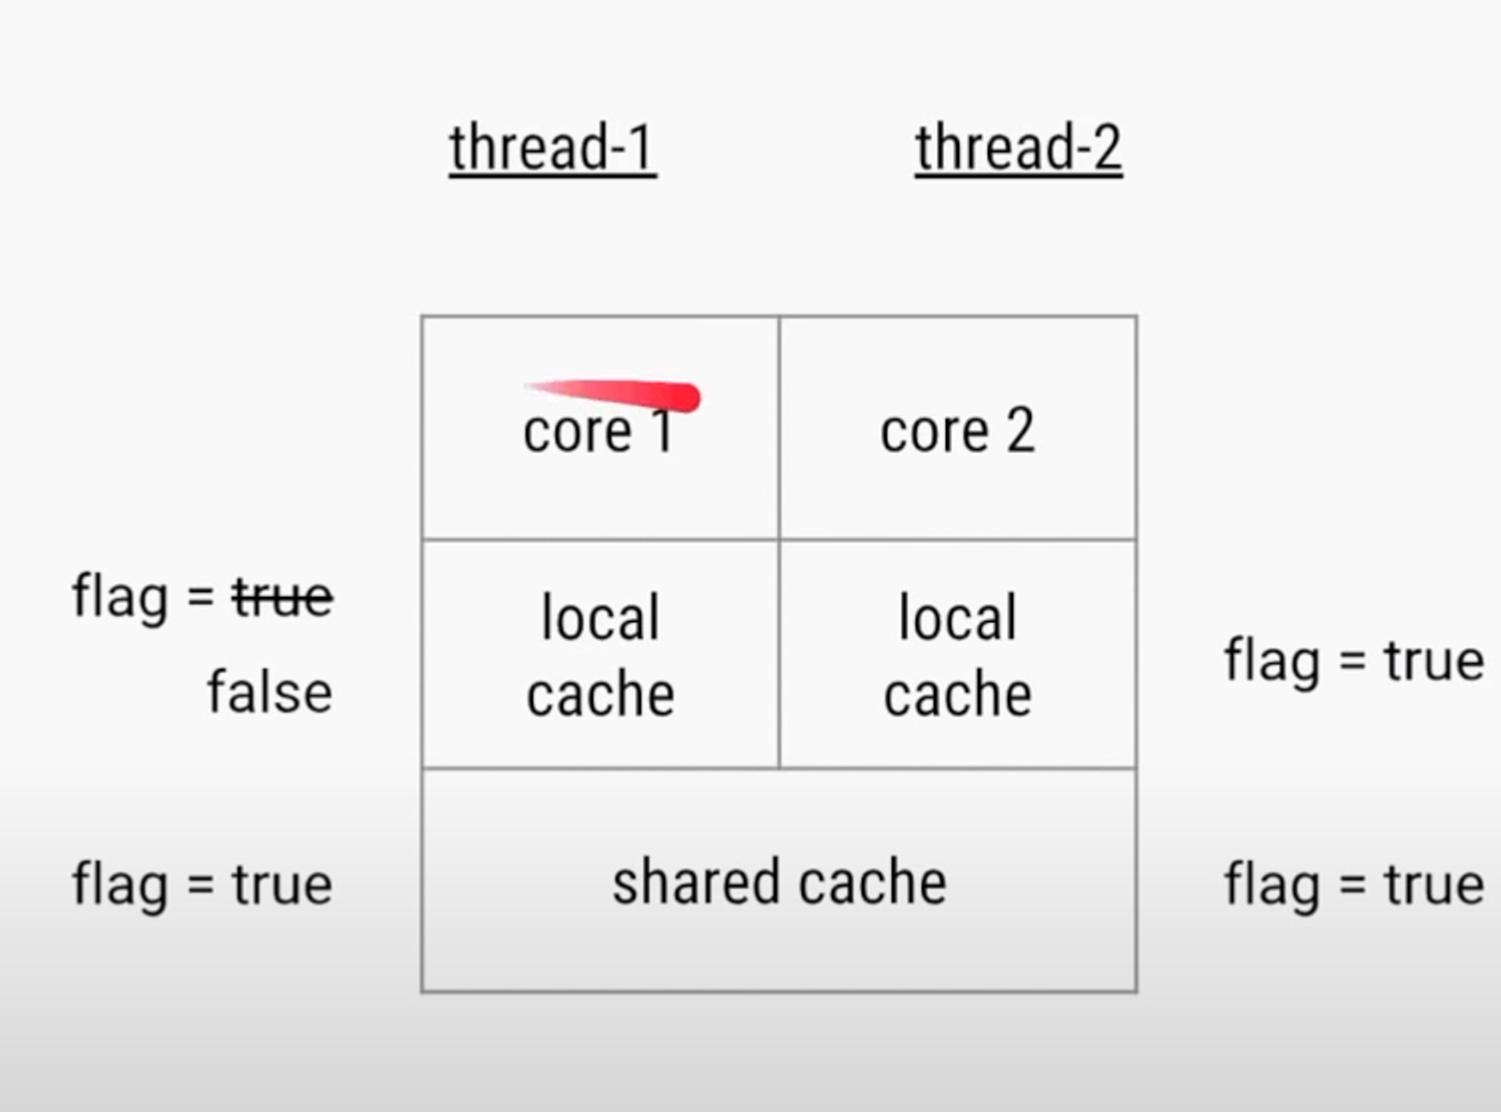 thread-1 thread-2
core 1 core 2
flag = true
false
local
cache
local
cache
flag = true
flag = true
shared cache
flag = true